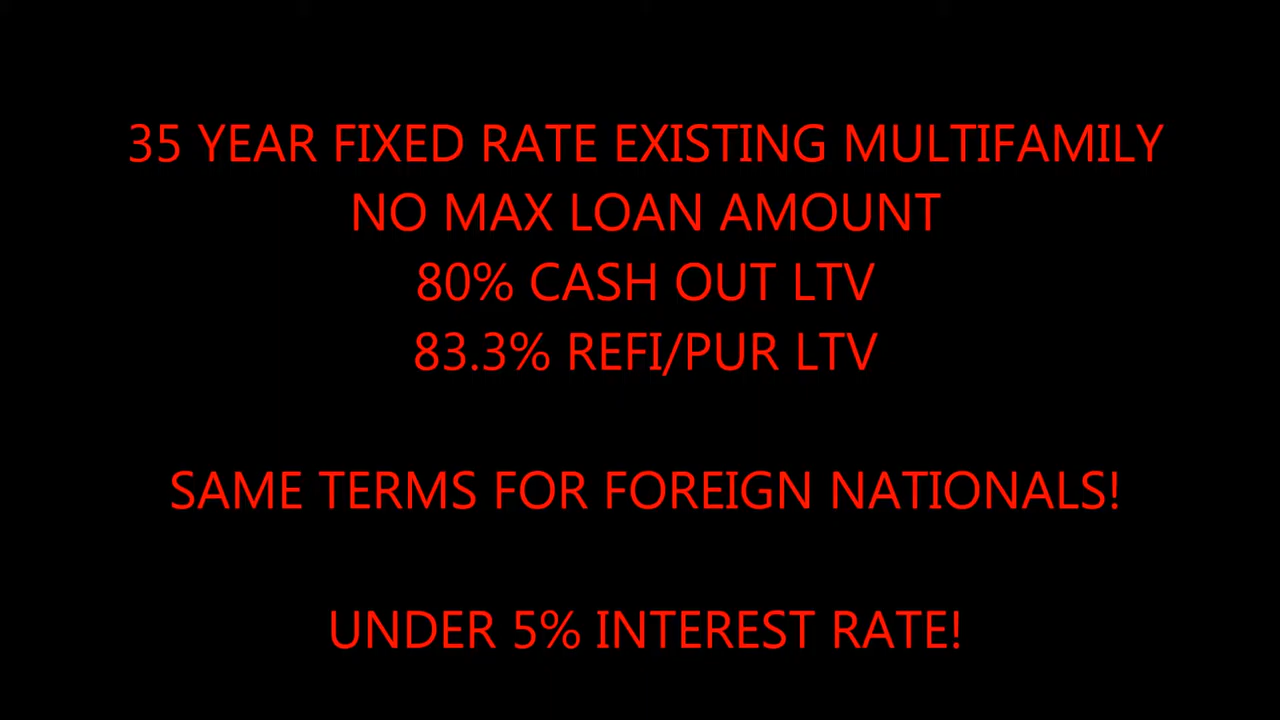 35 YEAR FIXED RATE EXISTING MULTIFAMILY
NO MAX LOAN AMOUNT
80% CASH OUT LTV
83.3% REFI/PUR LTV
SAME TERMS FOR FOREIGN NATIONALS!
UNDER 5% INTEREST RATE!